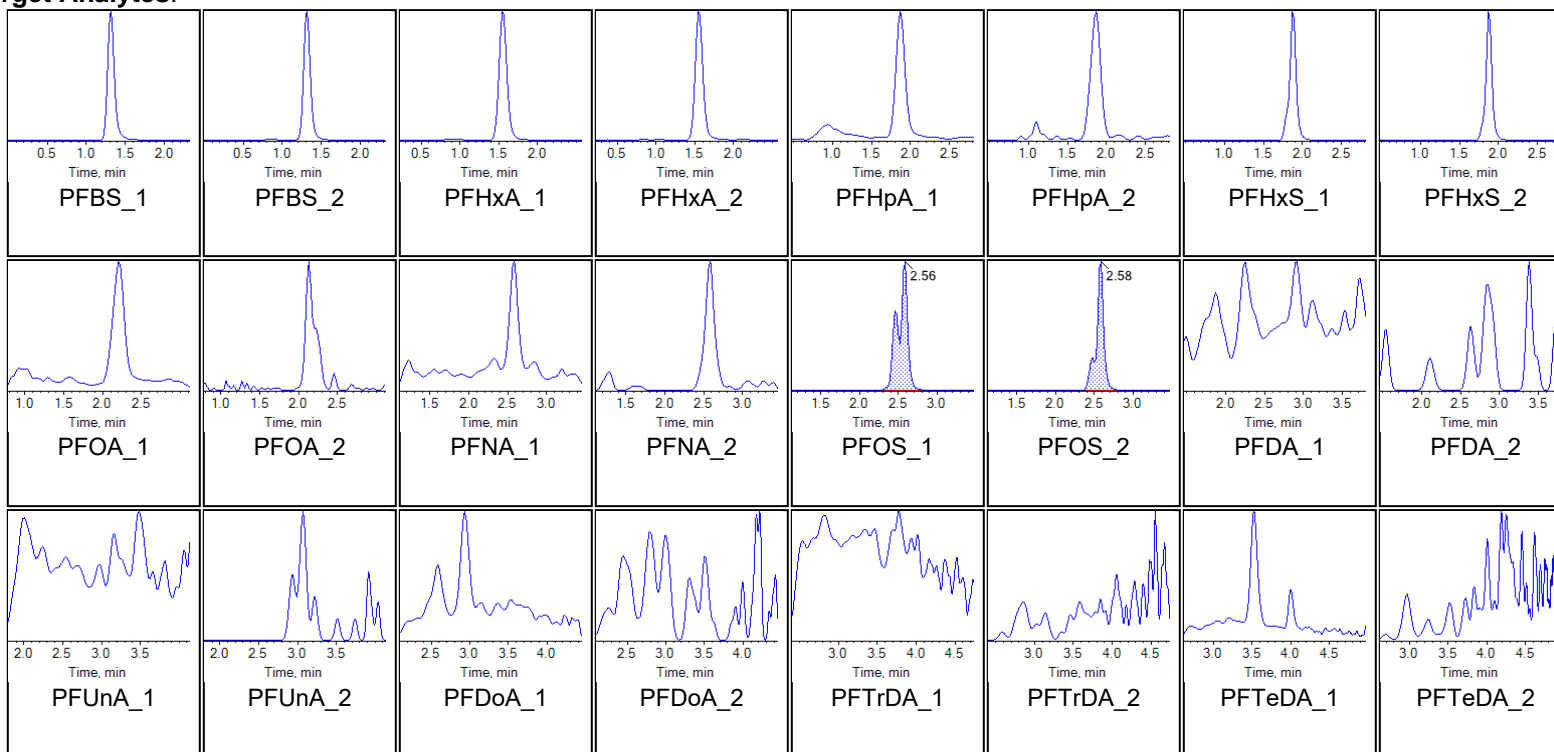 rget Analytes:
0.5 1.0 1.5 2.0 0.5 1.0 1.5 2.0 0.5 1.0 1.5 2.0 0.5 1.0 1.5 2.0 1.0 1.5 2.0 2.5 1.0 1.5 2.0 2.5 1.0 1.5 2.0 2.5 1.0 1.5 2.0 2.5
Time, min Time, min Time, min Time, min Time, min Time, min Time, min Time, min
PFBS_1 PFBS_2 PFHxA_1 PFHxA_2 PFHpA_1 PFHpA_2 PFHxS_1 PFHxS_2
2.56 2.58
1.0 1.5 2.0 2.5 1.0 1.5 2.0 2.5 1.5 2.0 2.5 3.0 1.5 2.0 2.5 3.0 1.5 2.0 2.5 3.0 1.5 2.0 2.5 3.0 2.0 2.5 3.0 3.5 2.0 2.5 3.0 3.5
Time, min Time, min Time, min Time, min Time, min Time, min Time, min Time, min
PFOA_1 PFOA_2 PFNA_1 PFNA_2 PFOS_1 PFOS_2 PFDA_1 PFDA_2
2.0 2.5 3.0 3.5 2.0 2.5 3.0 3.5 2.5 3.0 3.5 4.0 2.5 3.0 3.5 4.0 3.0 3.5 4.0 4.5 3.0 3.5 4.0 4.5 3.0 3.5 4.0 4.5 3.0 3.5 4.0 4.5
Time, min Time, min Time, min Time, min Time, min Time, min Time, min Time, min
PFUnA_1 PFUnA_2 PFDoA_1 PFDoA_2 PFTrDA_1 PFTrDA_2 PFTeDA_1 PFTeDA_2